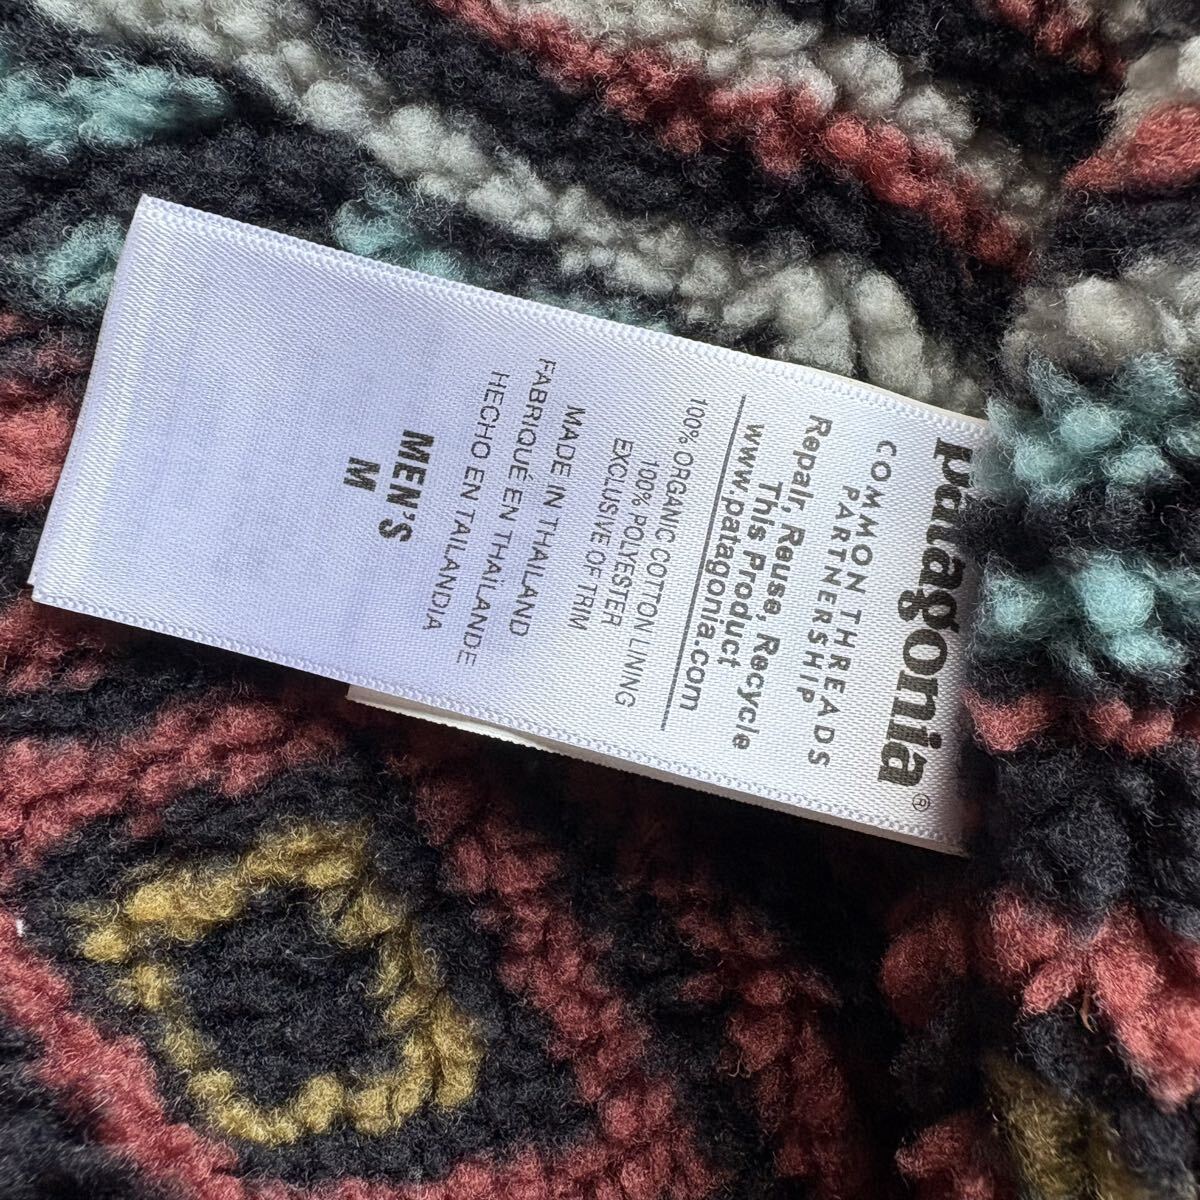 patagonia®
COMMON THREADS
PARTNERSHIP
Repair, Reuse, Recycle
This Product
www.patagonia.com
100% ORGANIC COTTON LINING
100% POLYESTER
EXCLUSIVE OF TRIM
MADE IN THAILAND
FABRIQUÉ EN THAÏLANDE
HECHO EN TAILANDIA
MEN'S
M